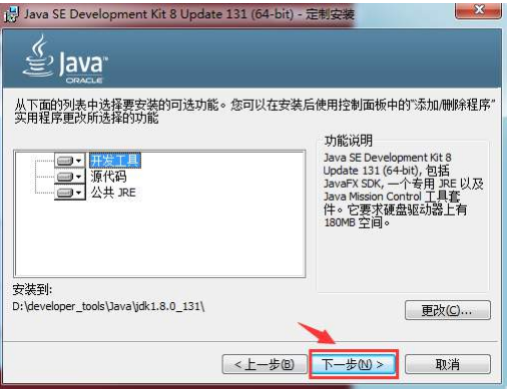 Java SE Development Kit 8 Update 131 (64-bit) - 定制安装
Java
ORACLE
从下面的列表中选择要安装的可选功能。您可以在安装后使用控制面板中的“添加/删除程序”
实用程序更改所选择的功能
开发工具
源代码
公共 JRE
功能说明
Java SE Development Kit 8
Update 131 (64-bit), 包括
JavaFX SDK, 一个专用 JRE 以及
Java Mission Control 工具套
件。它要求硬盘驱动器上有
180MB 空间。
安装到:
D:\developer_tools\Java\jdk1.8.0_131\
更改(C)...
<上一步(B)
下一步(N) >
取消